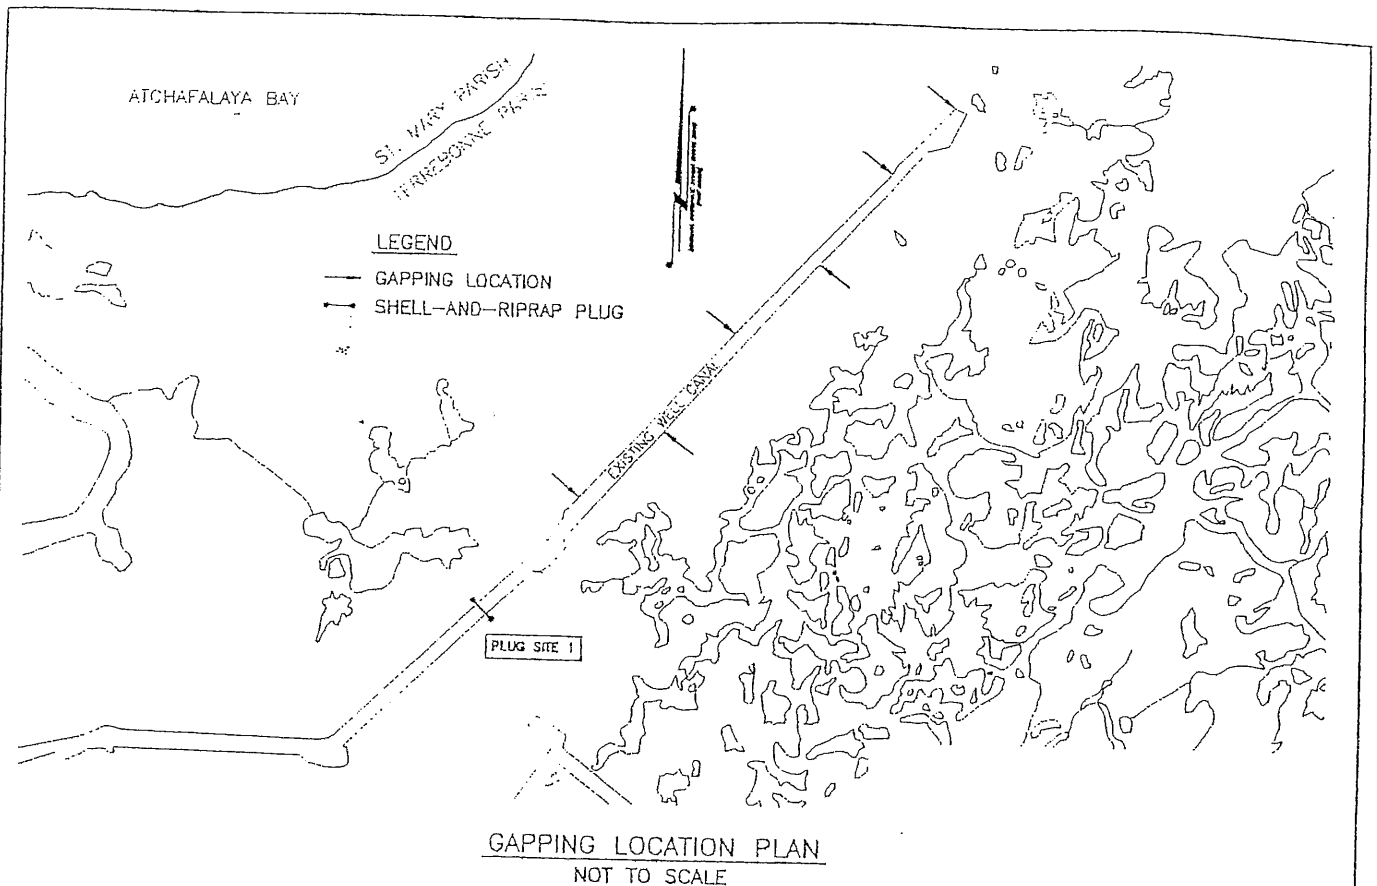 ATCHAFALAYA BAY
ST. MARY PARISH
TERREBONNE PARISH
LEGEND
GAPPING LOCATION
SHELL-AND-RIPRAP PLUG
EXISTING WELL CANAL
PLUG SITE 1
GAPPING LOCATION PLAN
NOT TO SCALE